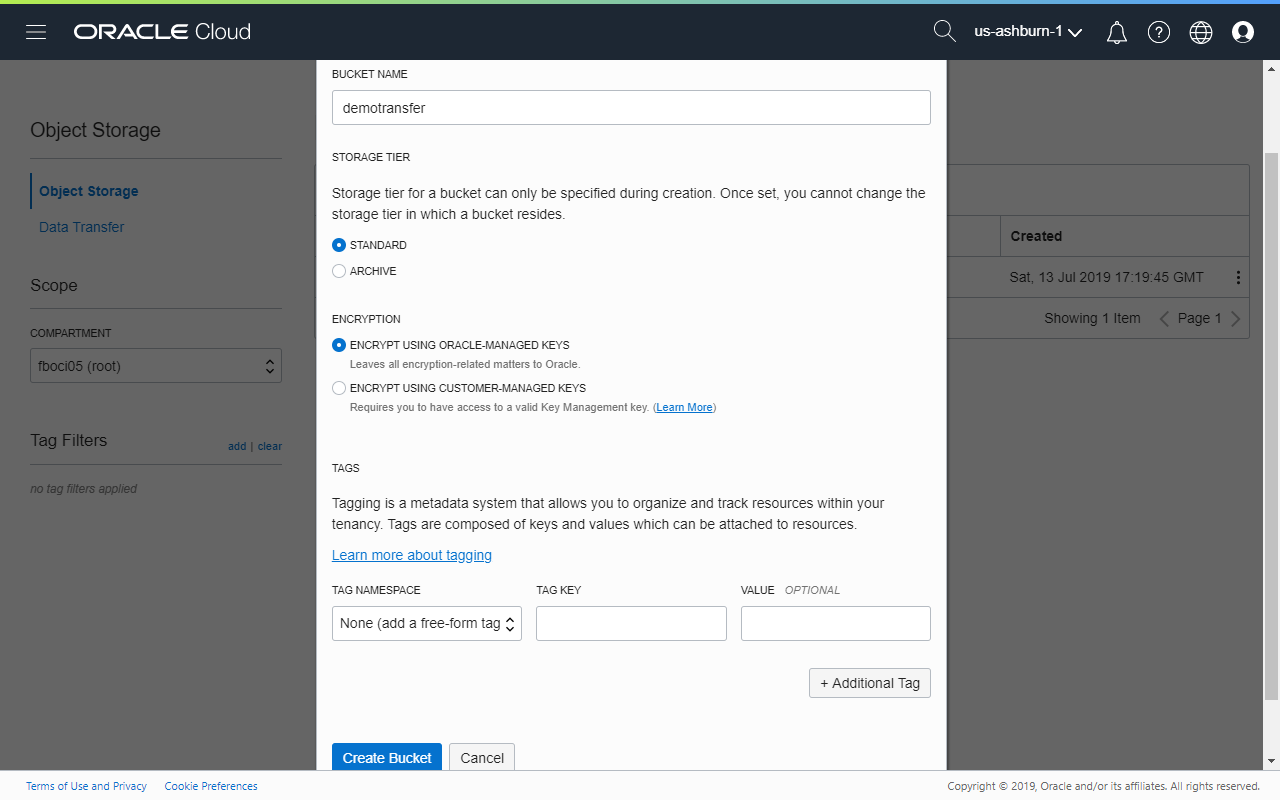 ORACLE Cloud
us-ashburn-1
Object Storage
Object Storage
Data Transfer
Scope
COMPARTMENT
fboci05 (root)
Tag Filters
add | clear
no tag filters applied
BUCKET NAME
demotransfer
STORAGE TIER
Storage tier for a bucket can only be specified during creation. Once set, you cannot change the
storage tier in which a bucket resides.
STANDARD
ARCHIVE
ENCRYPTION
ENCRYPT USING ORACLE-MANAGED KEYS
Leaves all encryption-related matters to Oracle.
ENCRYPT USING CUSTOMER-MANAGED KEYS
Requires you to have access to a valid Key Management key. (Learn More)
TAGS
Tagging is a metadata system that allows you to organize and track resources within your
tenancy. Tags are composed of keys and values which can be attached to resources.
Learn more about tagging
TAG NAMESPACE TAG KEY VALUE OPTIONAL
None (add a free-form tag
+ Additional Tag
Create Bucket Cancel
Created
Sat, 13 Jul 2019 17:19:45 GMT
Showing 1 Item < Page 1 >
Terms of Use and Privacy Cookie Preferences
Copyright © 2019, Oracle and/or its affiliates. All rights reserved.